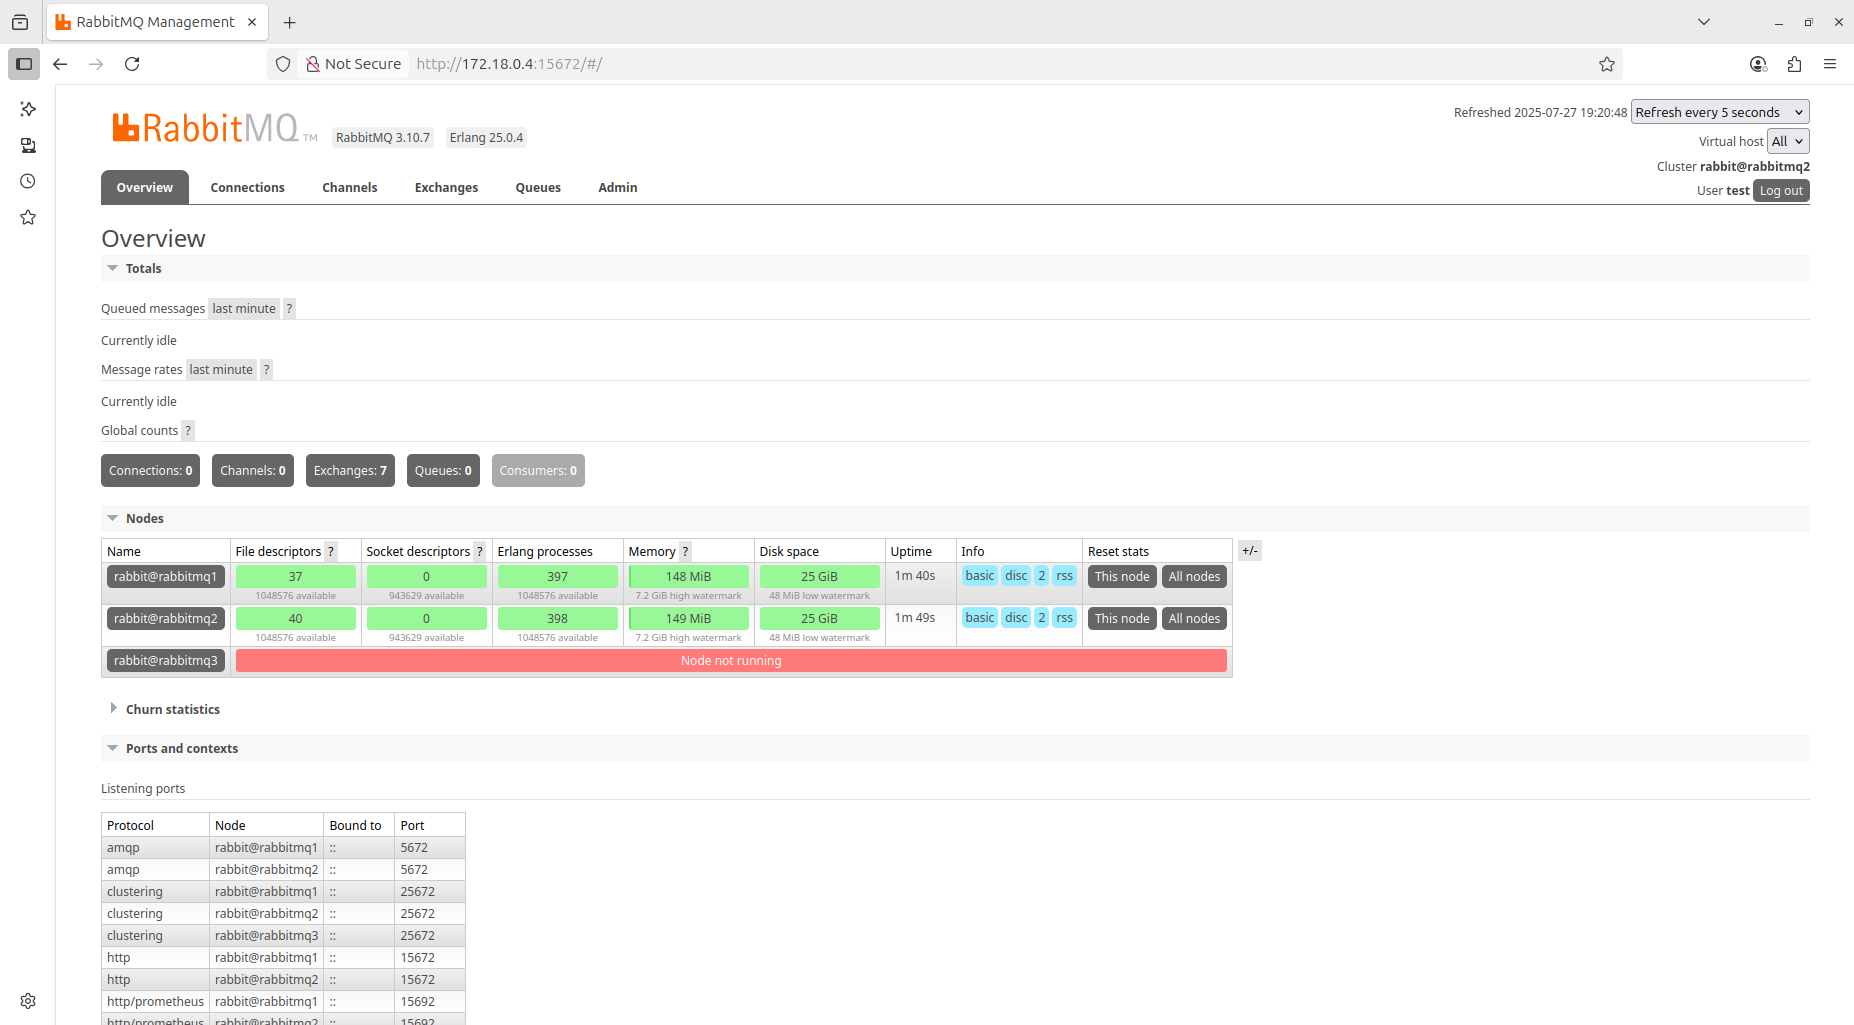 RabbitMQ Management
Not Secure http://172.18.0.4:15672/#/
RabbitMQ TM RabbitMQ 3.10.7 Erlang 25.0.4
Refreshed 2025-07-27 19:20:48 Refresh every 5 seconds
Virtual host All
Cluster rabbit@rabbitmq2
User test Log out
Overview Connections Channels Exchanges Queues Admin
Overview
Totals
Queued messages last minute ?
Currently idle
Message rates last minute ?
Currently idle
Global counts ?
Connections: 0 Channels: 0 Exchanges: 7 Queues: 0 Consumers: 0
Nodes
Name File descriptors ? Socket descriptors ? Erlang processes Memory ? Disk space Uptime Info Reset stats +/-
rabbit@rabbitmq1 37 0 397 148 MiB 25 GiB 1m 40s basic disc 2 rss This node All nodes
1048576 available 943629 available 1048576 available 7.2 GiB high watermark 48 MiB low watermark
rabbit@rabbitmq2 40 0 398 149 MiB 25 GiB 1m 49s basic disc 2 rss This node All nodes
1048576 available 943629 available 1048576 available 7.2 GiB high watermark 48 MiB low watermark
rabbit@rabbitmq3 Node not running
Churn statistics
Ports and contexts
Listening ports
Protocol Node Bound to Port
amqp rabbit@rabbitmq1 :: 5672
amqp rabbit@rabbitmq2 :: 5672
clustering rabbit@rabbitmq1 :: 25672
clustering rabbit@rabbitmq2 :: 25672
clustering rabbit@rabbitmq3 :: 25672
http rabbit@rabbitmq1 :: 15672
http rabbit@rabbitmq2 :: 15672
http/prometheus rabbit@rabbitmq1 :: 15692
http/prometheus rabbit@rabbitmq2 :: 15692